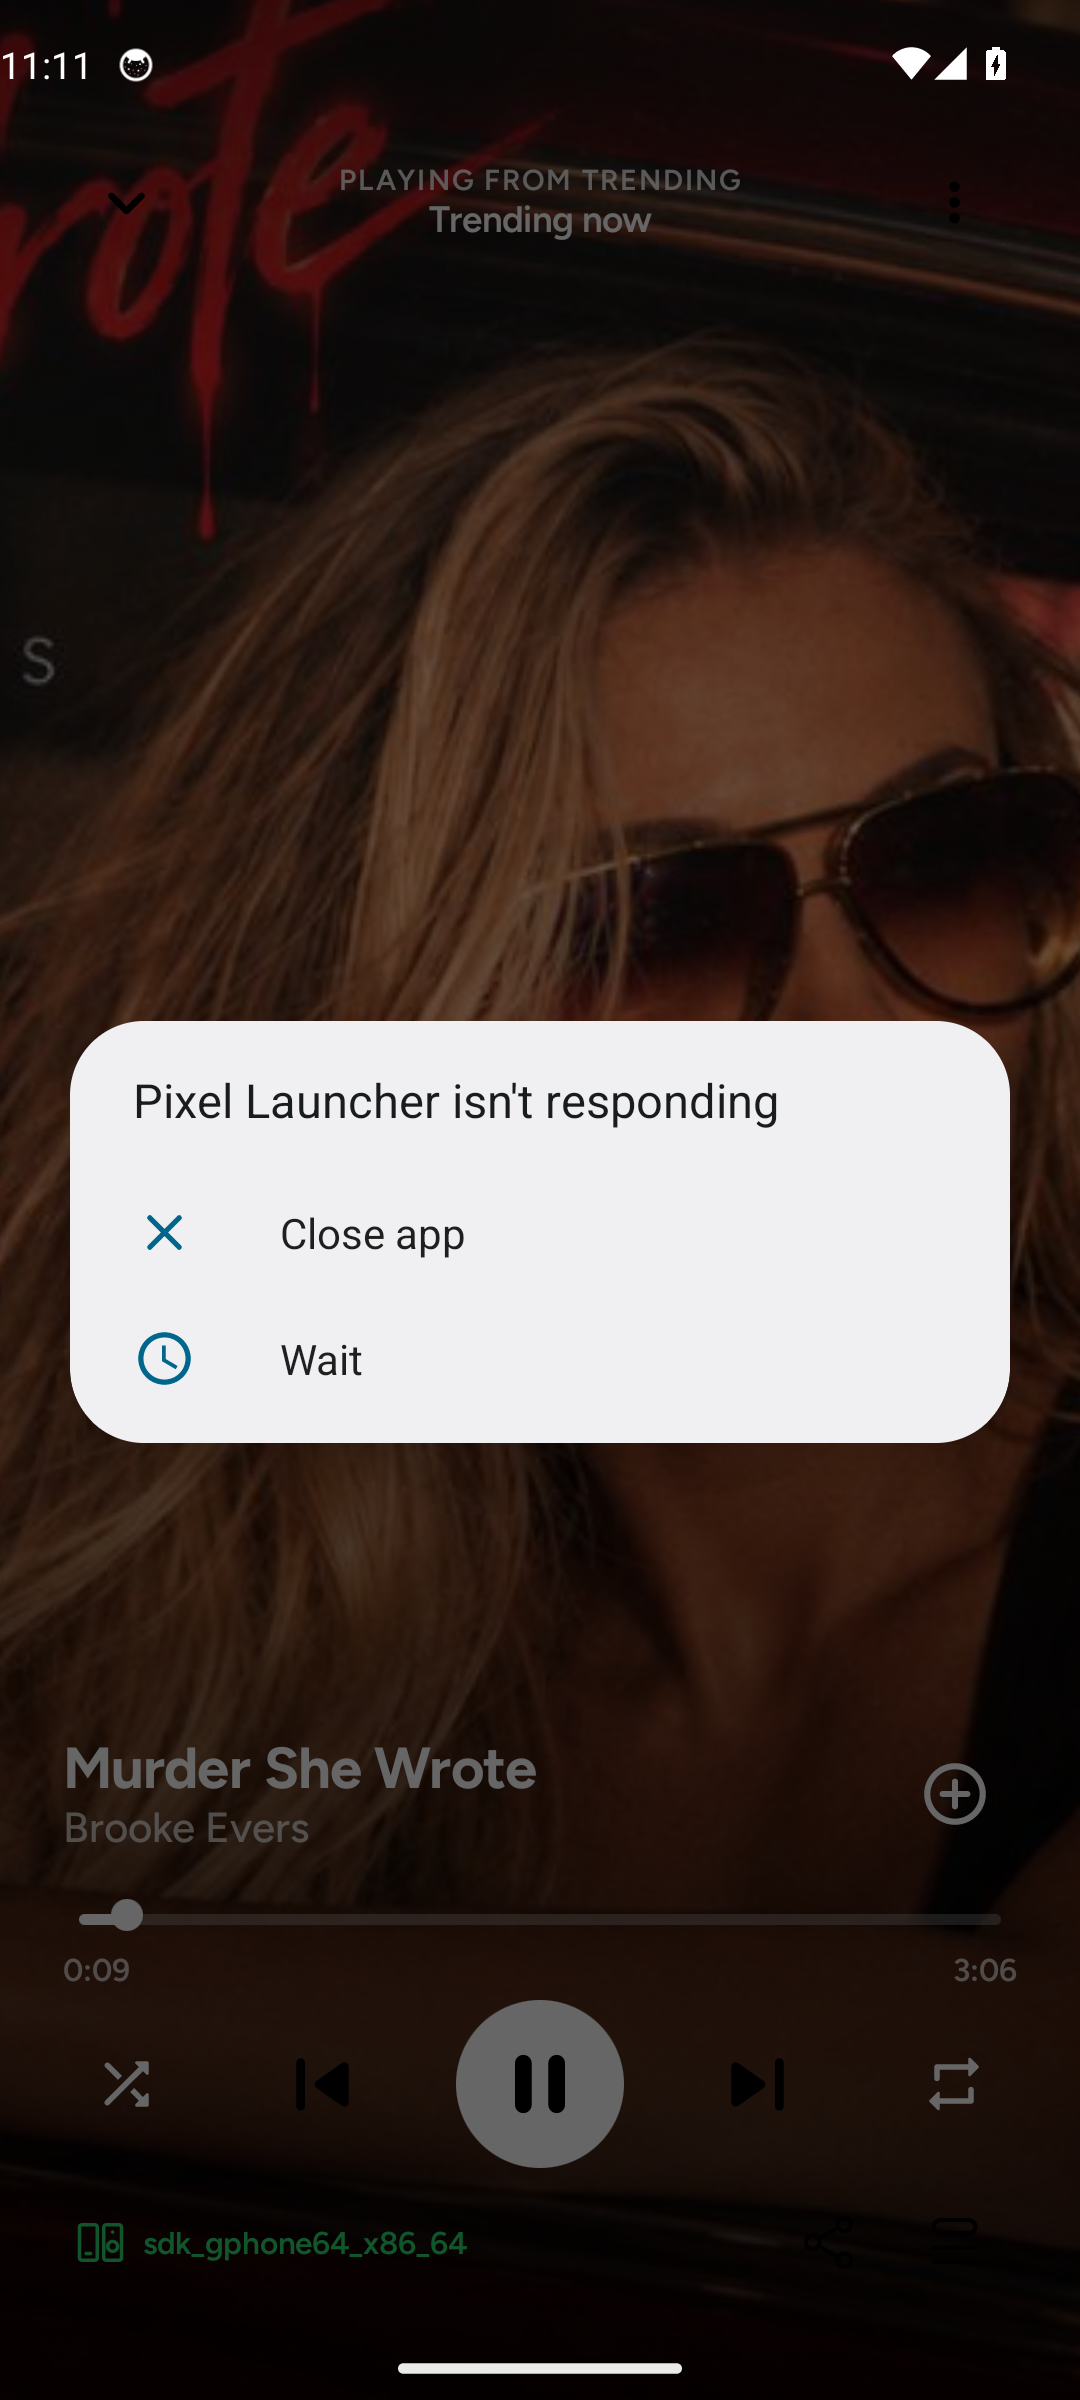 11:11
rote
PLAYING FROM TRENDING
Trending now
S
Pixel Launcher isn't responding
Close app
Wait
Murder She Wrote
Brooke Evers
0:09
3:06
sdk_gphone64_x86_64